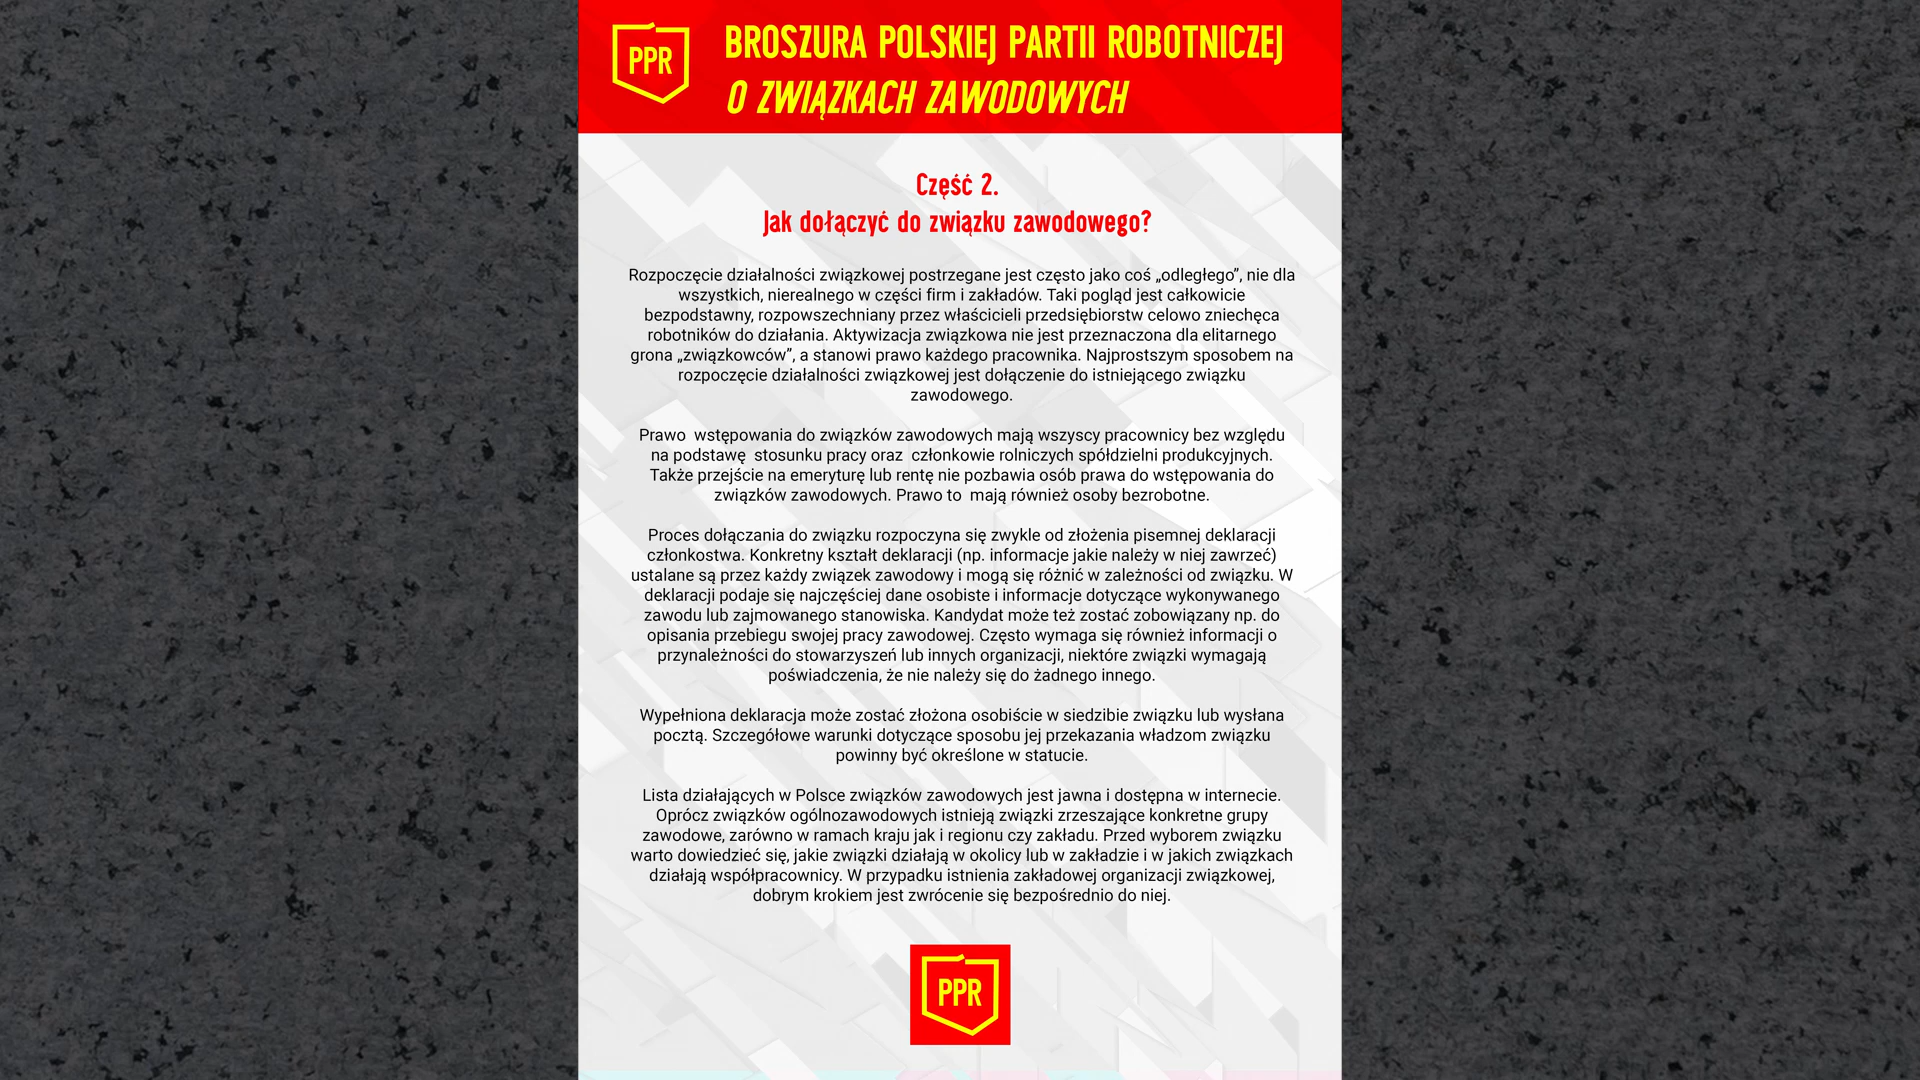 PPR
BROSZURA POLSKIEJ PARTII ROBOTNICZEJ
O ZWIĄZKACH ZAWODOWYCH
Część 2.
Jak dołączyć do związku zawodowego?
Rozpoczęcie działalności związkowej postrzegane jest często jako coś „odległego”, nie dla
wszystkich, nierealnego w części firm i zakładów. Taki pogląd jest całkowicie
bezpodstawny, rozpowszechniany przez właścicieli przedsiębiorstw celowo zniechęca
robotników do działania. Aktywizacja związkowa nie jest przeznaczona dla elitarnego
grona „związkowców”, a stanowi prawo każdego pracownika. Najprostszym sposobem na
rozpoczęcie działalności związkowej jest dołączenie do istniejącego związku
zawodowego.
Prawo  wstępowania do związków zawodowych mają wszyscy pracownicy bez względu
na podstawę  stosunku pracy oraz  członkowie rolniczych spółdzielni produkcyjnych.
Także przejście na emeryturę lub rentę nie pozbawia osób prawa do wstępowania do
związków zawodowych. Prawo to  mają również osoby bezrobotne.
Proces dołączania do związku rozpoczyna się zwykle od złożenia pisemnej deklaracji
członkostwa. Konkretny kształt deklaracji (np. informacje jakie należy w niej zawrzeć)
ustalane są przez każdy związek zawodowy i mogą się różnić w zależności od związku. W
deklaracji podaje się najczęściej dane osobiste i informacje dotyczące wykonywanego
zawodu lub zajmowanego stanowiska. Kandydat może też zostać zobowiązany np. do
opisania przebiegu swojej pracy zawodowej. Często wymaga się również informacji o
przynależności do stowarzyszeń lub innych organizacji, niektóre związki wymagają
poświadczenia, że nie należy się do żadnego innego.
Wypełniona deklaracja może zostać złożona osobiście w siedzibie związku lub wysłana
pocztą. Szczegółowe warunki dotyczące sposobu jej przekazania władzom związku
powinny być określone w statucie.
Lista działających w Polsce związków zawodowych jest jawna i dostępna w internecie.
Oprócz związków ogólnozawodowych istnieją związki zrzeszające konkretne grupy
zawodowe, zarówno w ramach kraju jak i regionu czy zakładu. Przed wyborem związku
warto dowiedzieć się, jakie związki działają w okolicy lub w zakładzie i w jakich związkach
działają współpracownicy. W przypadku istnienia zakładowej organizacji związkowej,
dobrym krokiem jest zwrócenie się bezpośrednio do niej.
PPR